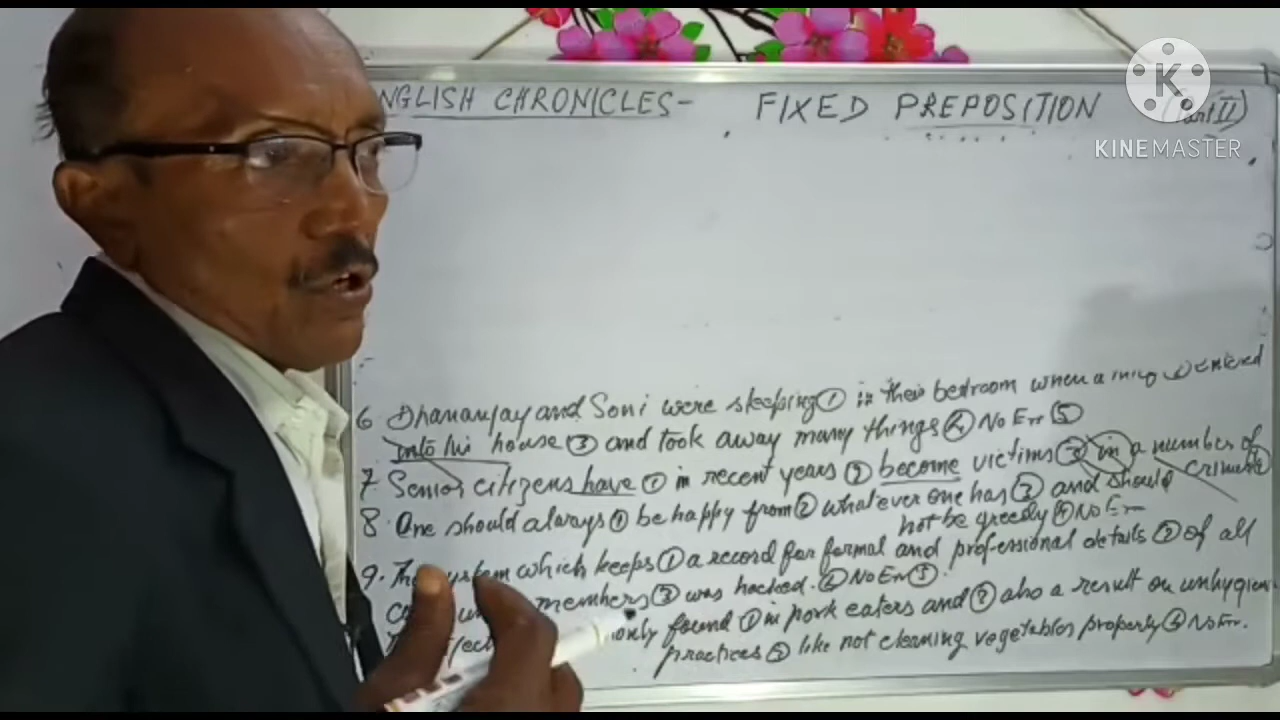 NGLISH CHRONICLES- FIXED PREPOSITION (Part II)
KINEMASTER
6 Dhananjay and Soni were sleeping ① in their bedroom when a entered
into his house ③ and took away many things ④ No Err ⑤
7. Senior citizens have ① in recent years ② become victims ③ in a number of
crimes
8 One should always ① be happy from ② whatever one has ③ and should
not be greedy ④ No Err
9. The system which keeps ① a record for formal and professional details ② of all
members ③ was hacked. ④ No Err ⑤
only found ① in pork eaters and ② also a result on unhygien
practices ③ like not cleaning vegetables properly ④ No Err.